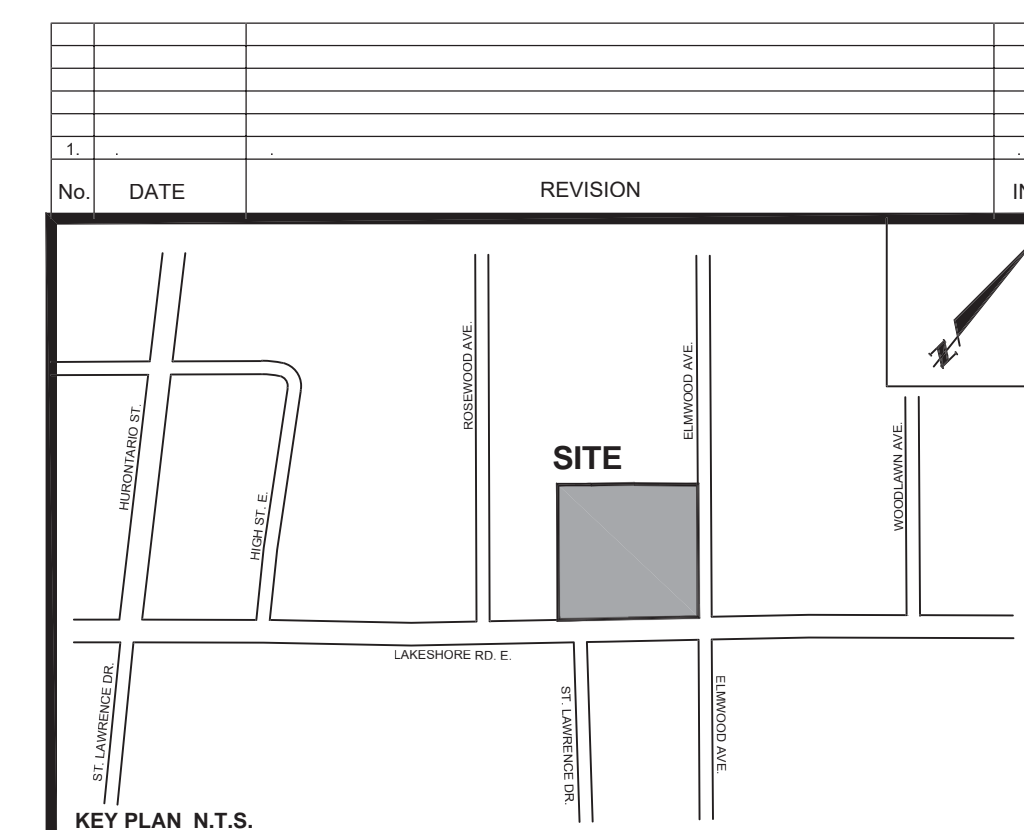 1. . . .
No. DATE REVISION IN
N
ROSEWOOD AVE.
ELMWOOD AVE.
HURONTARIO ST.
WOODLAWN AVE.
SITE
HIGH ST. E.
LAKESHORE RD. E.
ST. LAWRENCE DR.
ST. LAWRENCE DR.
ELMWOOD AVE.
KEY PLAN N.T.S.